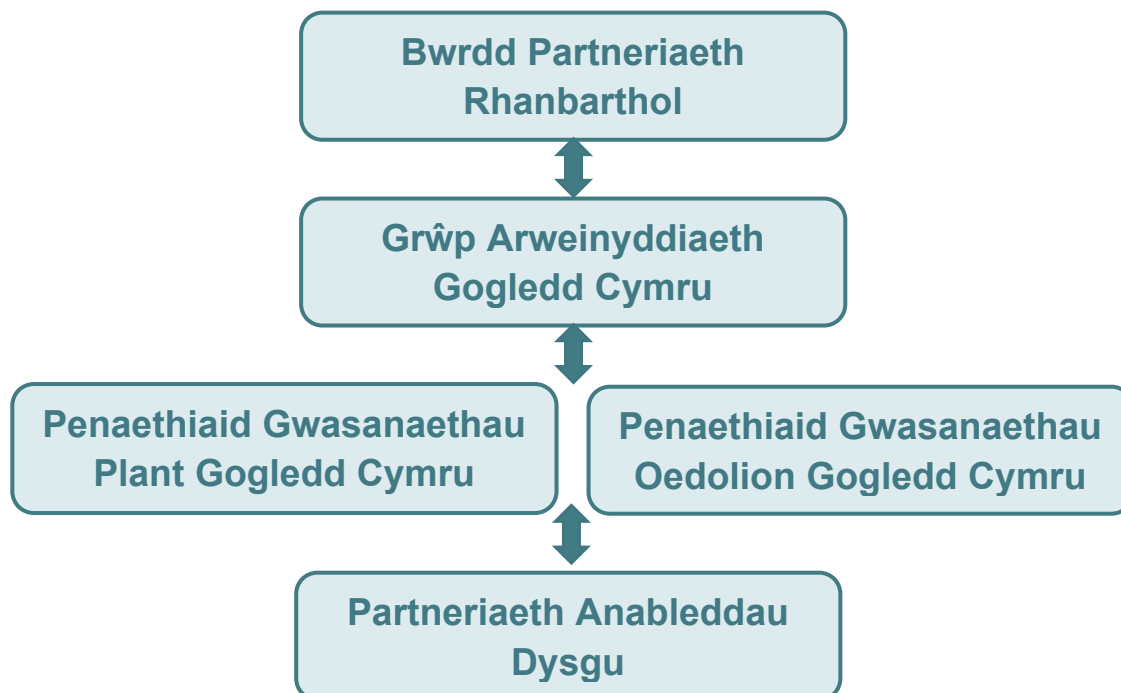 Bwrdd Partneriaeth
Rhanbarthol
Grŵp Arweinyddiaeth
Gogledd Cymru
Penaethiaid Gwasanaethau
Plant Gogledd Cymru
Penaethiaid Gwasanaethau
Oedolion Gogledd Cymru
Partneriaeth Anableddau
Dysgu